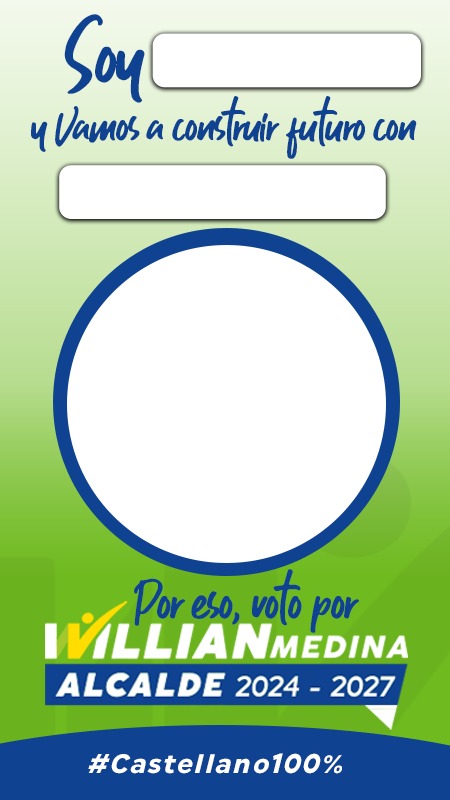 Soy
y Vamos a construir futuro con
Por eso, voto por
WILLIAN MEDINA
ALCALDE 2024 - 2027
#Castellano100%